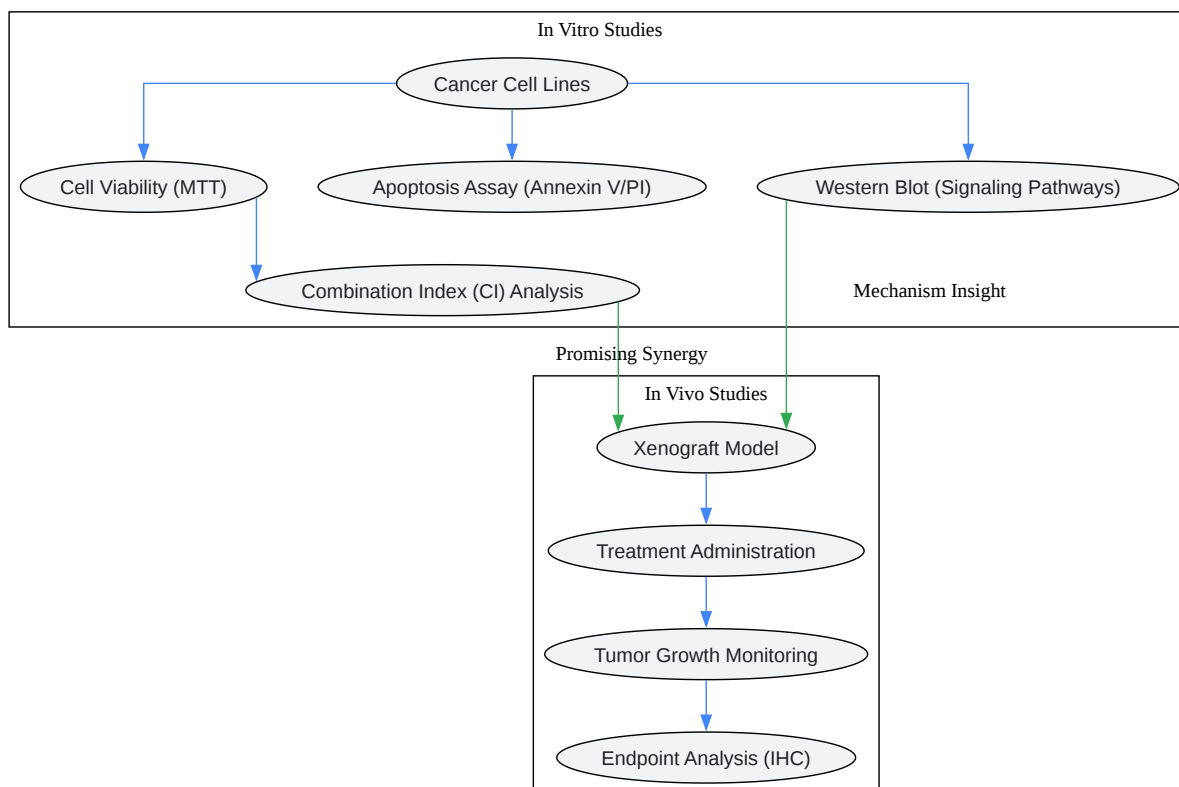 In Vitro Studies
Cancer Cell Lines
Cell Viability (MTT)
Apoptosis Assay (Annexin V/PI)
Western Blot (Signaling Pathways)
Combination Index (CI) Analysis
Mechanism Insight
Promising Synergy
In Vivo Studies
Xenograft Model
Treatment Administration
Tumor Growth Monitoring
Endpoint Analysis (IHC)